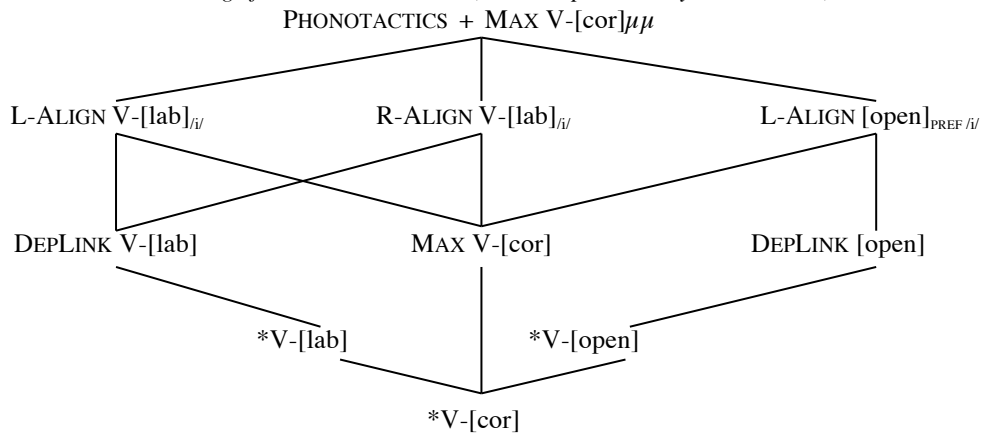 PHONOTACTICS + MAX V-[cor]μμ
L-ALIGN V-[lab]/i/ R-ALIGN V-[lab]/i/ L-ALIGN [open]PREF /i/
DEPLINK V-[lab] MAX V-[cor] DEPLINK [open]
*V-[lab] *V-[open]
*V-[cor]